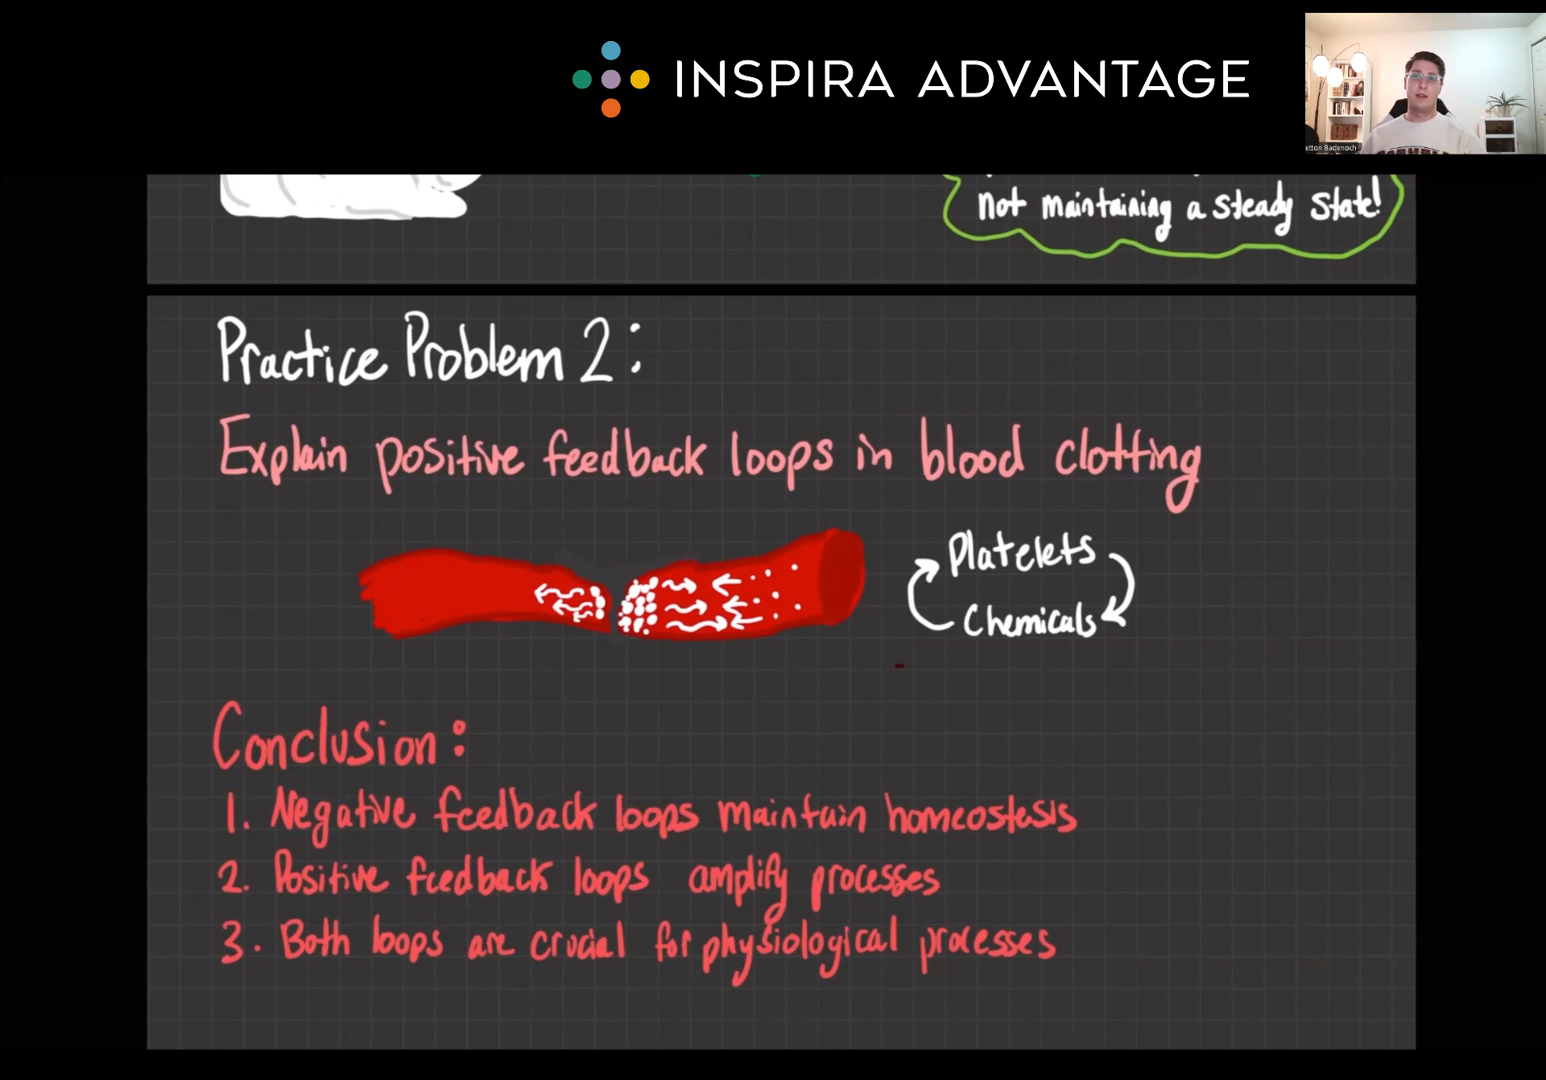 INSPIRA ADVANTAGE
etton Badenoch
not maintaining a steady state!
Practice Problem 2:
Explain positive feedback loops in blood clotting
Platelets
Chemicals
Conclusion:
1. Negative feedback loops maintain homeostasis
2. Positive feedback loops amplify processes
3. Both loops are crucial for physiological processes